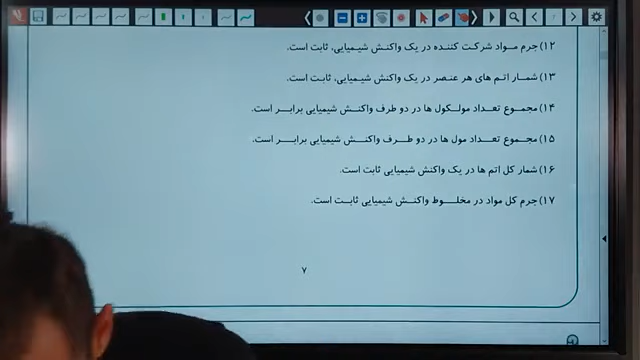 ۱۲) جرم مواد شرکت کننده در یک واکنش شیمیایی، ثابت است.
۱۳) شمار اتم های هر عنصر در یک واکنش شیمیایی، ثابت است.
۱۴) مجموع تعداد مولکول ها در دو طرف واکنش شیمیایی برابر است.
۱۵) مجموع تعداد مول ها در دو طرف واکنش شیمیایی برابر است.
۱۶) شمار کل اتم ها در یک واکنش شیمیایی ثابت است.
۱۷) جرم کل مواد در مخلوط واکنش شیمیایی ثابت است.
۷